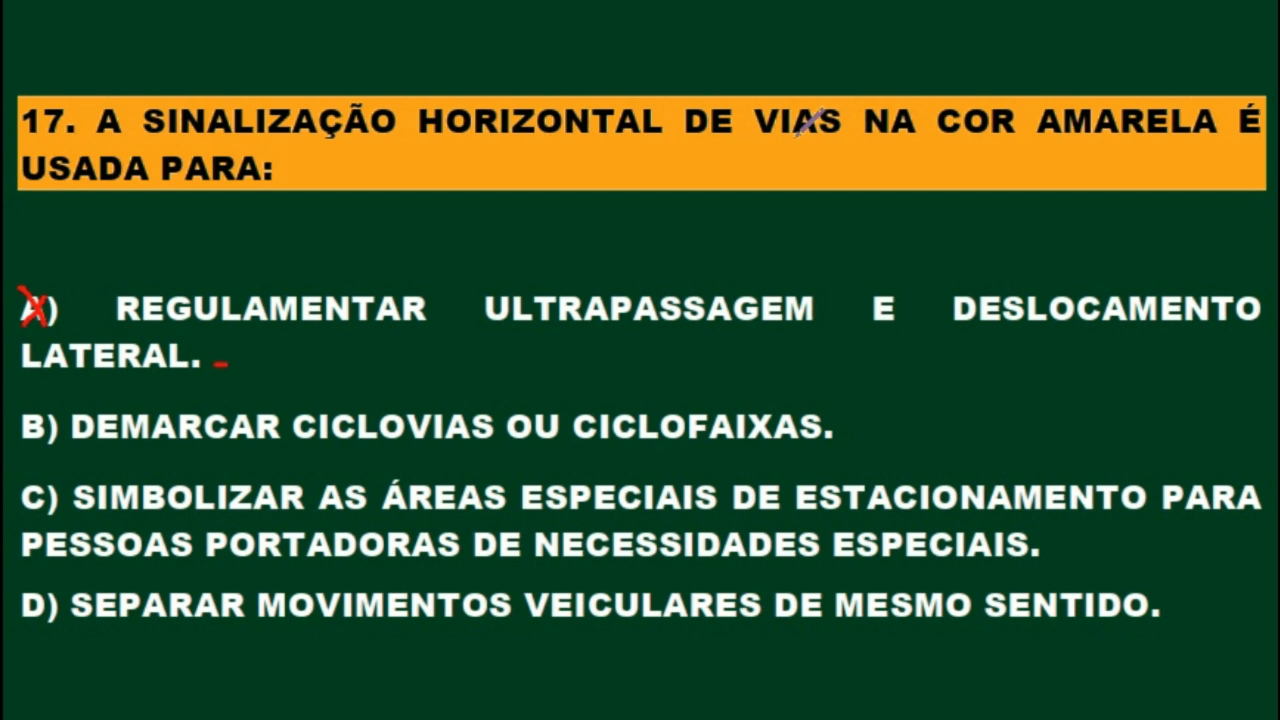 17. A SINALIZAÇÃO HORIZONTAL DE VIAS NA COR AMARELA É
USADA PARA:
A) REGULAMENTAR ULTRAPASSAGEM E DESLOCAMENTO
LATERAL.
B) DEMARCAR CICLOVIAS OU CICLOFAIXAS.
C) SIMBOLIZAR AS ÁREAS ESPECIAIS DE ESTACIONAMENTO PARA
PESSOAS PORTADORAS DE NECESSIDADES ESPECIAIS.
D) SEPARAR MOVIMENTOS VEICULARES DE MESMO SENTIDO.